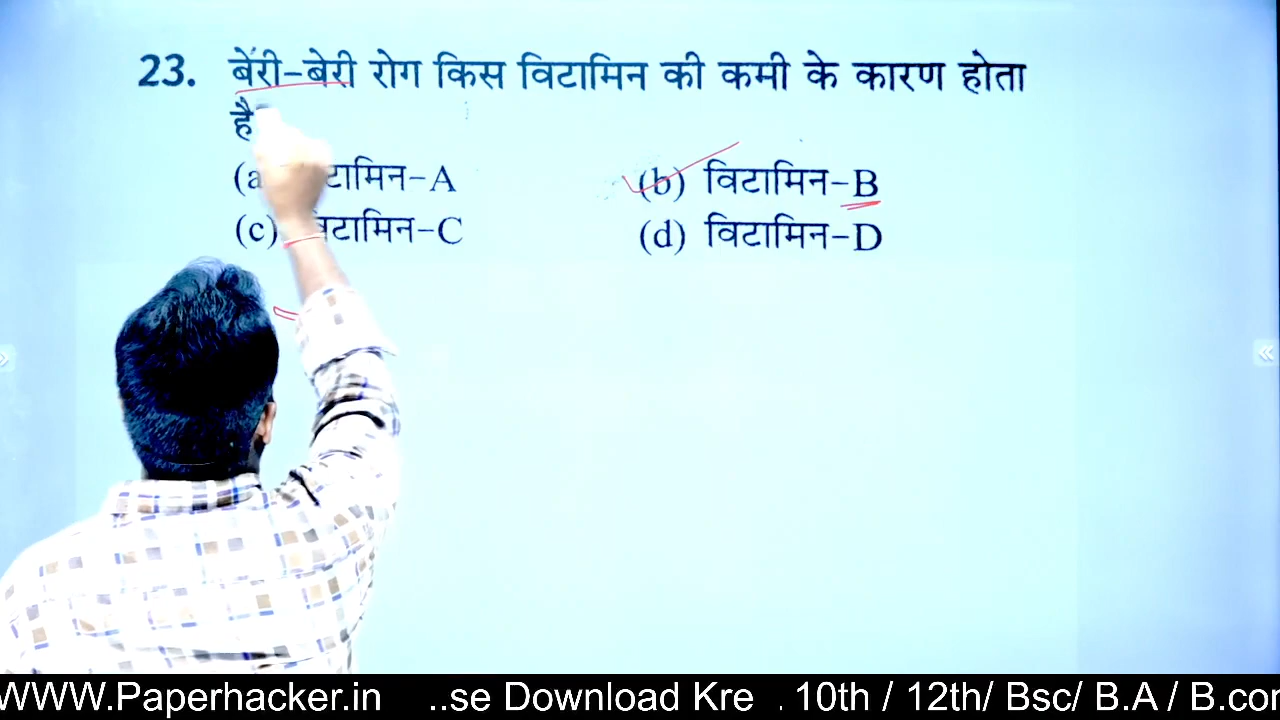 23. बेंरी-बेरी रोग किस विटामिन की कमी के कारण होता
है
(a टामिन-A (b) विटामिन-B
(c) टामिन-C (d) विटामिन-D
WWW.Paperhacker.in ..se Download Kre . 10th / 12th/ Bsc/ B.A / B.com